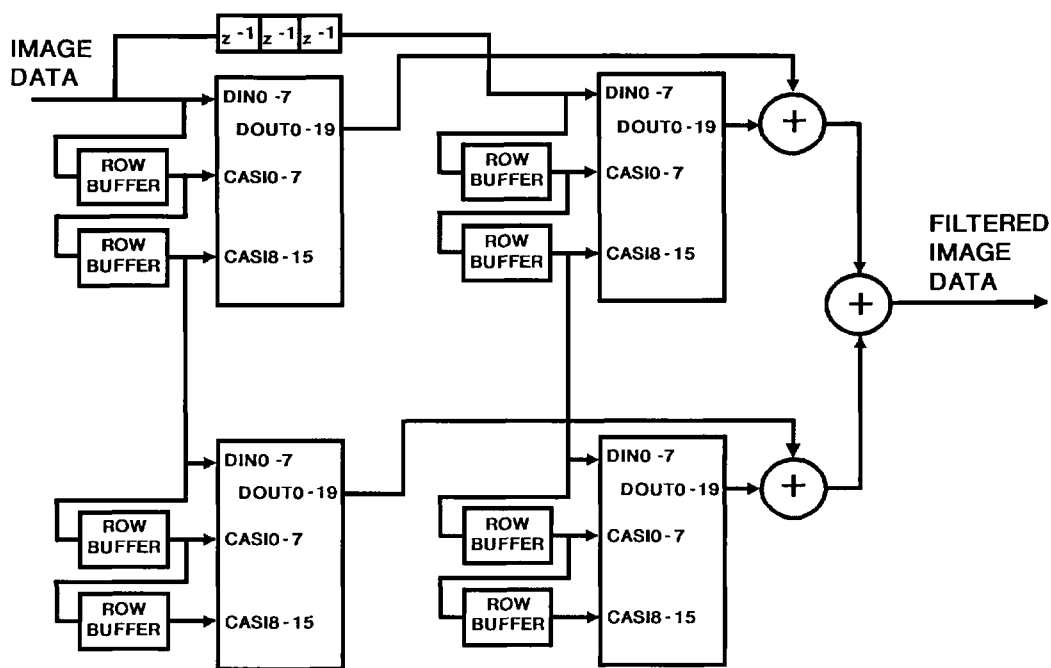 IMAGE
DATA
z -1 z -1 z -1
DIN0 -7
DOUT0 - 19
ROW
BUFFER
CASI0 - 7
ROW
BUFFER
CASI8 - 15
DIN0 -7
DOUT0 - 19
ROW
BUFFER
CASI0 - 7
ROW
BUFFER
CASI8 - 15
+
+
FILTERED
IMAGE
DATA
DIN0 -7
DOUT0 - 19
ROW
BUFFER
CASI0 - 7
ROW
BUFFER
CASI8 - 15
DIN0 -7
DOUT0 - 19
ROW
BUFFER
CASI0 - 7
ROW
BUFFER
CASI8 - 15
+